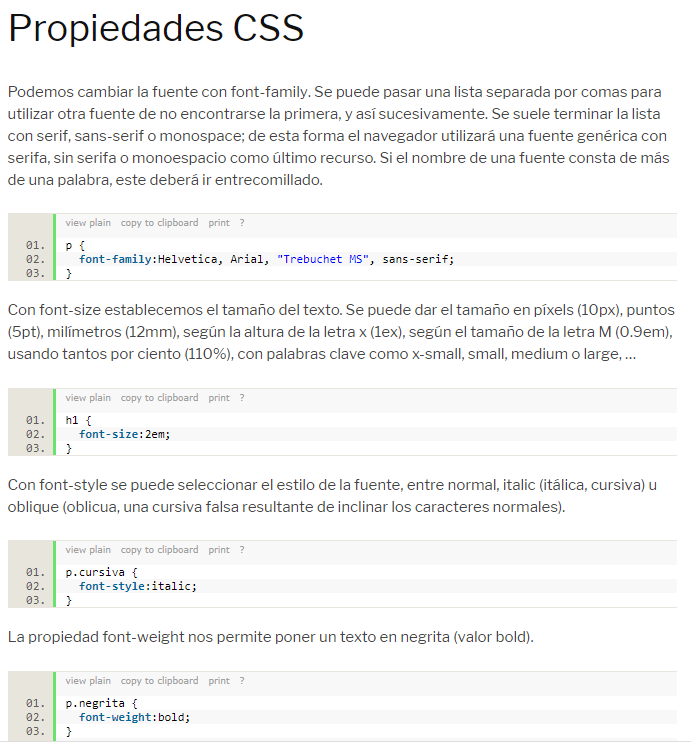 Propiedades CSS
Podemos cambiar la fuente con font-family. Se puede pasar una lista separada por comas para
utilizar otra fuente de no encontrarse la primera, y así sucesivamente. Se suele terminar la lista
con serif, sans-serif o monospace; de esta forma el navegador utilizará una fuente genérica con
serifa, sin serifa o monoespacio como último recurso. Si el nombre de una fuente consta de más
de una palabra, este deberá ir entrecomillado.
view plain copy to clipboard print ?
01. p {
02.   font-family:Helvetica, Arial, "Trebuchet MS", sans-serif;
03. }
Con font-size establecemos el tamaño del texto. Se puede dar el tamaño en píxels (10px), puntos
(5pt), milímetros (12mm), según la altura de la letra x (1ex), según el tamaño de la letra M (0.9em),
usando tantos por ciento (110%), con palabras clave como x-small, small, medium o large, ...
view plain copy to clipboard print ?
01. h1 {
02.   font-size:2em;
03. }
Con font-style se puede seleccionar el estilo de la fuente, entre normal, italic (itálica, cursiva) u
oblique (oblicua, una cursiva falsa resultante de inclinar los caracteres normales).
view plain copy to clipboard print ?
01. p.cursiva {
02.   font-style:italic;
03. }
La propiedad font-weight nos permite poner un texto en negrita (valor bold).
view plain copy to clipboard print ?
01. p.negrita {
02.   font-weight:bold;
03. }